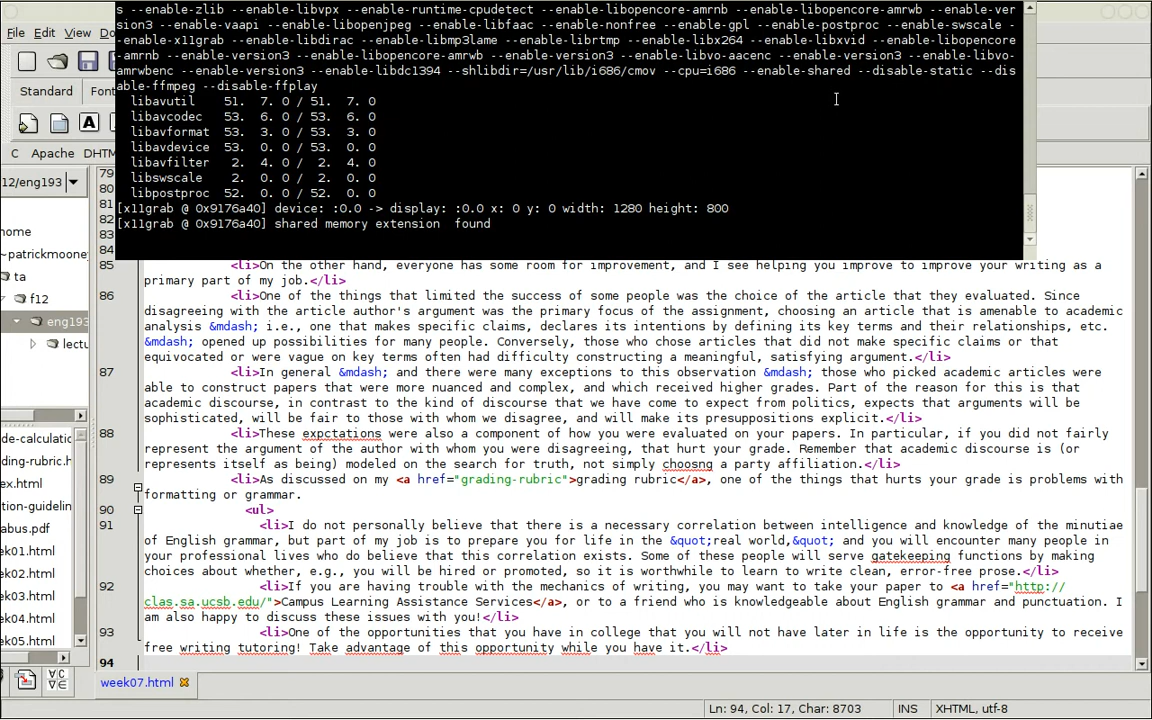 s --enable-zlib --enable-libvpx --enable-runtime-cpudetect --enable-libopencore-amrnb --enable-libopencore-amrwb --enable-ver
sion3 --enable-vaapi --enable-libopenjpeg --enable-libfaac --enable-nonfree --enable-gpl --enable-postproc --enable-swscale -
-enable-x11grab --enable-libdirac --enable-libmp3lame --enable-librtmp --enable-libx264 --enable-libxvid --enable-libopencore
-amrnb --enable-version3 --enable-libopencore-amrwb --enable-version3 --enable-libvo-aacenc --enable-version3 --enable-libvo-
amrwbenc --enable-version3 --enable-libdc1394 --shlibdir=/usr/lib/i686/cmov --cpu=i686 --enable-shared --disable-static --dis
able-ffmpeg --disable-ffplay
libavutil 51. 7. 0 / 51. 7. 0
libavcodec 53. 6. 0 / 53. 6. 0
libavformat 53. 3. 0 / 53. 3. 0
libavdevice 53. 0. 0 / 53. 0. 0
libavfilter 2. 4. 0 / 2. 4. 0
libswscale 2. 0. 0 / 2. 0. 0
libpostproc 52. 0. 0 / 52. 0. 0
[x11grab @ 0x9176a40] device: :0.0 -> display: :0.0 x: 0 y: 0 width: 1280 height: 800
[x11grab @ 0x9176a40] shared memory extension found
File Edit View Do
Standard Font
A
C Apache DHTM
12/eng193
ome
~patrickmooney
ta
f12
eng193
lectu
de-calculatio
ding-rubric.h
ex.html
tion-guidelin
abus.pdf
ek01.html
ek02.html
ek03.html
ek04.html
ek05.html
79
80
81
82
83
84
85 <li>On the other hand, everyone has some room for improvement, and I see helping you improve to improve your writing as a
primary part of my job.</li>
86 <li>One of the things that limited the success of some people was the choice of the article that they evaluated. Since
disagreeing with the article author's argument was the primary focus of the assignment, choosing an article that is amenable to academic
analysis &mdash; i.e., one that makes specific claims, declares its intentions by defining its key terms and their relationships, etc.
&mdash; opened up possibilities for many people. Conversely, those who chose articles that did not make specific claims or that
equivocated or were vague on key terms often had difficulty constructing a meaningful, satisfying argument.</li>
87 <li>In general &mdash; and there were many exceptions to this observation &mdash; those who picked academic articles were
able to construct papers that were more nuanced and complex, and which received higher grades. Part of the reason for this is that
academic discourse, in contrast to the kind of discourse that we have come to expect from politics, expects that arguments will be
sophisticated, will be fair to those with whom we disagree, and will make its presuppositions explicit.</li>
88 <li>These expctations were also a component of how you were evaluated on your papers. In particular, if you did not fairly
represent the argument of the author with whom you were disagreeing, that hurt your grade. Remember that academic discourse is (or
represents itself as being) modeled on the search for truth, not simply choosng a party affiliation.</li>
89 <li>As discussed on my <a href="grading-rubric">grading rubric</a>, one of the things that hurts your grade is problems with
formatting or grammar.
90 <ul>
91 <li>I do not personally believe that there is a necessary correlation between intelligence and knowledge of the minutiae
of English grammar, but part of my job is to prepare you for life in the &quot;real world,&quot; and you will encounter many people in
your professional lives who do believe that this correlation exists. Some of these people will serve gatekeeping functions by making
choices about whether, e.g., you will be hired or promoted, so it is worthwhile to learn to write clean, error-free prose.</li>
92 <li>If you are having trouble with the mechanics of writing, you may want to take your paper to <a href="http://
clas.sa.ucsb.edu/">Campus Learning Assistance Services</a>, or to a friend who is knowledgeable about English grammar and punctuation. I
am also happy to discuss these issues with you!</li>
93 <li>One of the opportunities that you have in college that you will not have later in life is the opportunity to receive
free writing tutoring! Take advantage of this opportunity while you have it.</li>
94
week07.html
Ln: 94, Col: 17, Char: 8703 INS XHTML, utf-8